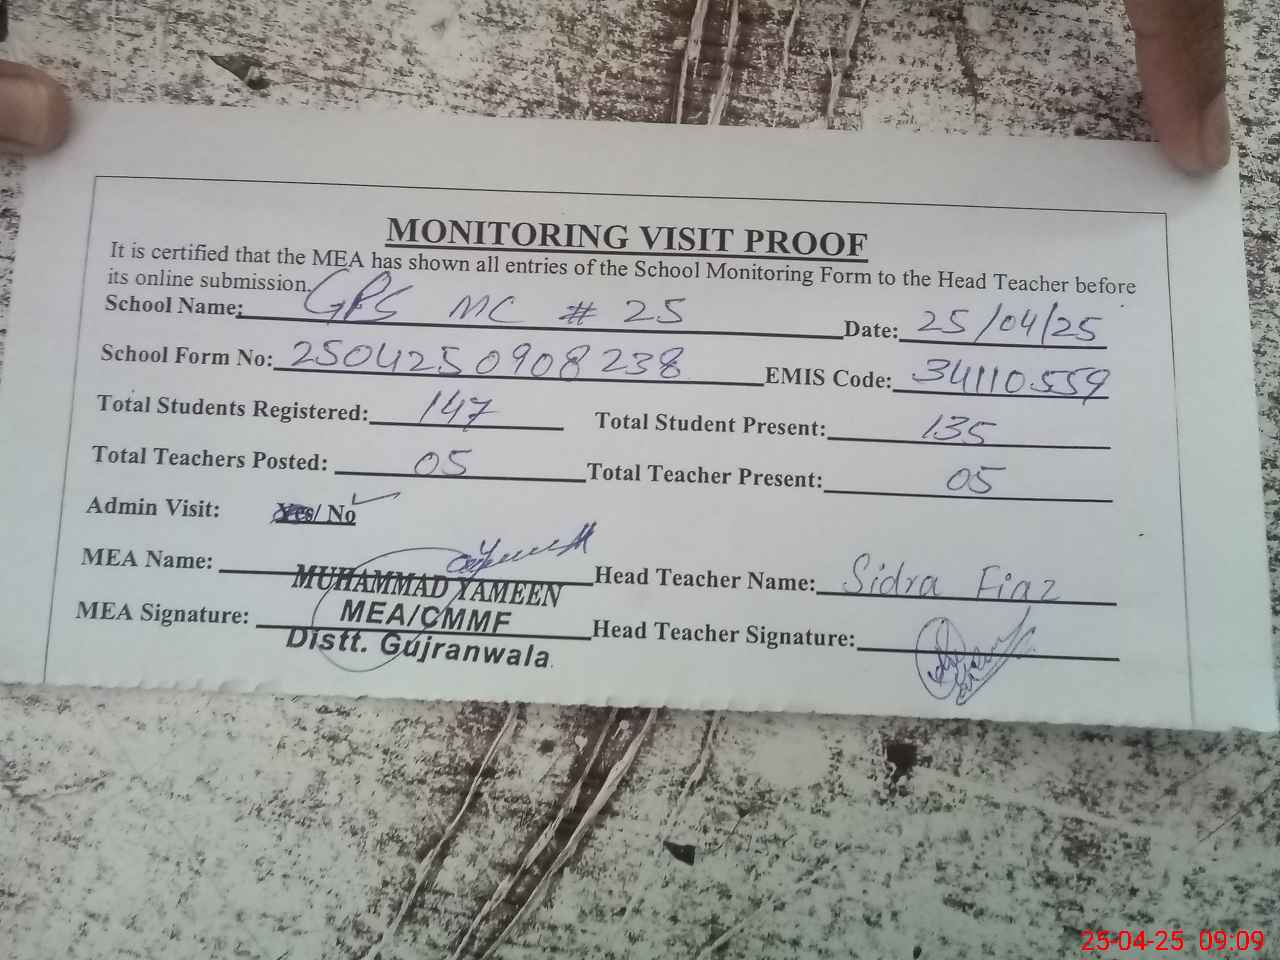 MONITORING VISIT PROOF
It is certified that the MEA has shown all entries of the School Monitoring Form to the Head Teacher before
its online submission.
School Name: GPS MC # 25 Date: 25/04/25
School Form No: 2504250908238 EMIS Code: 34110559
Total Students Registered: 147 Total Student Present: 135
Total Teachers Posted: 05 Total Teacher Present: 05
Admin Visit: Yes/ No
MEA Name: MUHAMMAD YAMEEN Head Teacher Name: Sidra Fiaz
MEA Signature: MEA/CMMF Head Teacher Signature:
Distt. Gujranwala.
25-04-25 09:09